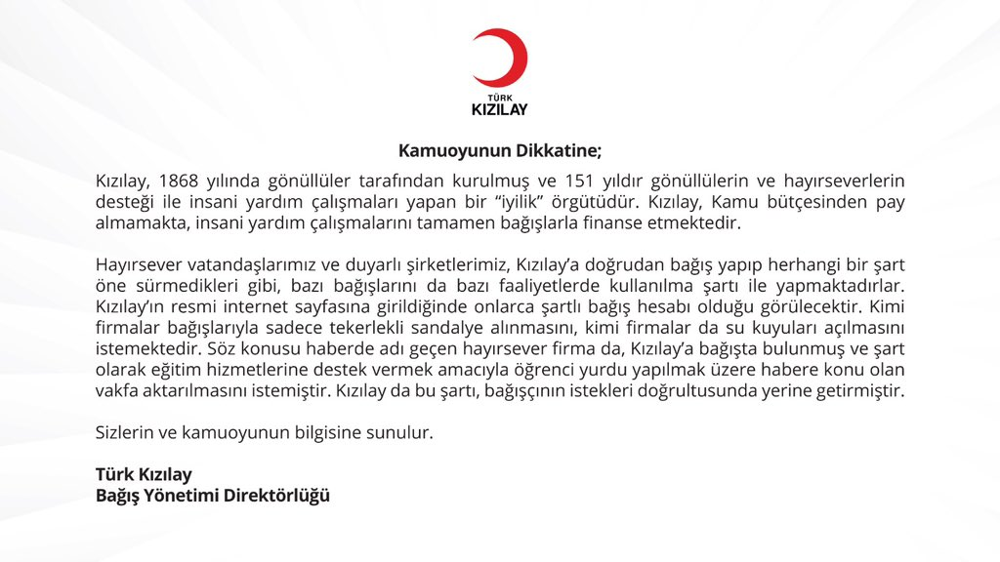 TÜRK
KIZILAY
Kamuoyunun Dikkatine;
Kızılay, 1868 yılında gönüllüler tarafından kurulmuş ve 151 yıldır gönüllülerin ve hayırseverlerin
desteği ile insani yardım çalışmaları yapan bir “iyilik” örgütüdür. Kızılay, Kamu bütçesinden pay
almamakta, insani yardım çalışmalarını tamamen bağışlarla finanse etmektedir.
Hayırsever vatandaşlarımız ve duyarlı şirketlerimiz, Kızılay’a doğrudan bağış yapıp herhangi bir şart
öne sürmedikleri gibi, bazı bağışlarını da bazı faaliyetlerde kullanılma şartı ile yapmaktadırlar.
Kızılay’ın resmi internet sayfasına girildiğinde onlarca şartlı bağış hesabı olduğu görülecektir. Kimi
firmalar bağışlarıyla sadece tekerlekli sandalye alınmasını, kimi firmalar da su kuyuları açılmasını
istemektedir. Söz konusu haberde adı geçen hayırsever firma da, Kızılay’a bağışta bulunmuş ve şart
olarak eğitim hizmetlerine destek vermek amacıyla öğrenci yurdu yapılmak üzere habere konu olan
vakfa aktarılmasını istemiştir. Kızılay da bu şartı, bağışçının istekleri doğrultusunda yerine getirmiştir.
Sizlerin ve kamuoyunun bilgisine sunulur.
Türk Kızılay
Bağış Yönetimi Direktörlüğü